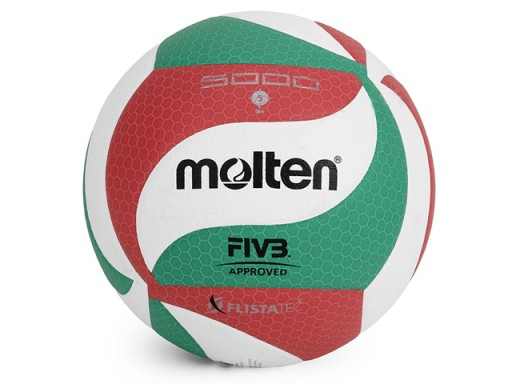 5000
5
molten®
FIVB
APPROVED
FLISTATEC